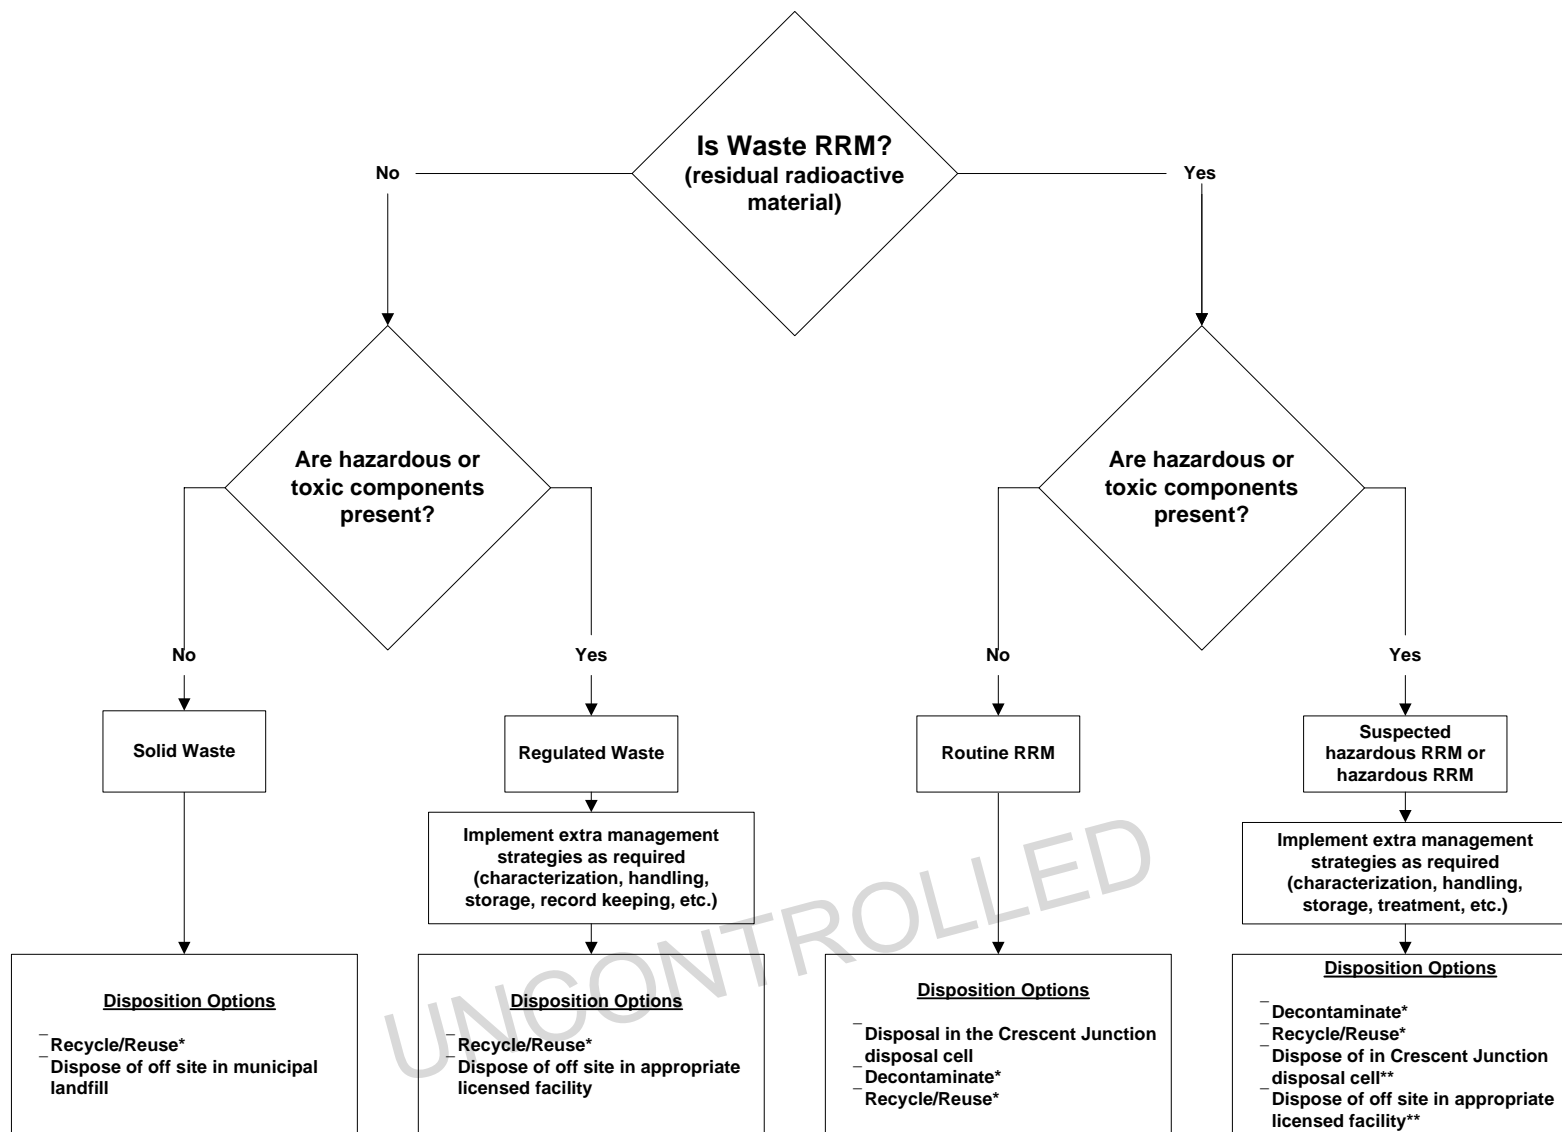 Is Waste RRM?
(residual radioactive
material)
No
Yes
Are hazardous or
toxic components
present?
Are hazardous or
toxic components
present?
No
Yes
No
Yes
Solid Waste
Regulated Waste
Routine RRM
Suspected
hazardous RRM or
hazardous RRM
Implement extra management
strategies as required
(characterization, handling,
storage, record keeping, etc.)
Implement extra management
strategies as required
(characterization, handling,
storage, treatment, etc.)
Disposition Options
Recycle/Reuse*
Dispose of off site in municipal
landfill
Disposition Options
Recycle/Reuse*
Dispose of off site in appropriate
licensed facility
Disposition Options
Disposal in the Crescent Junction
disposal cell
Decontaminate*
Recycle/Reuse*
Disposition Options
Decontaminate*
Recycle/Reuse*
Dispose of in Crescent Junction
disposal cell**
Dispose of off site in appropriate
licensed facility**
UNCONTROLLED